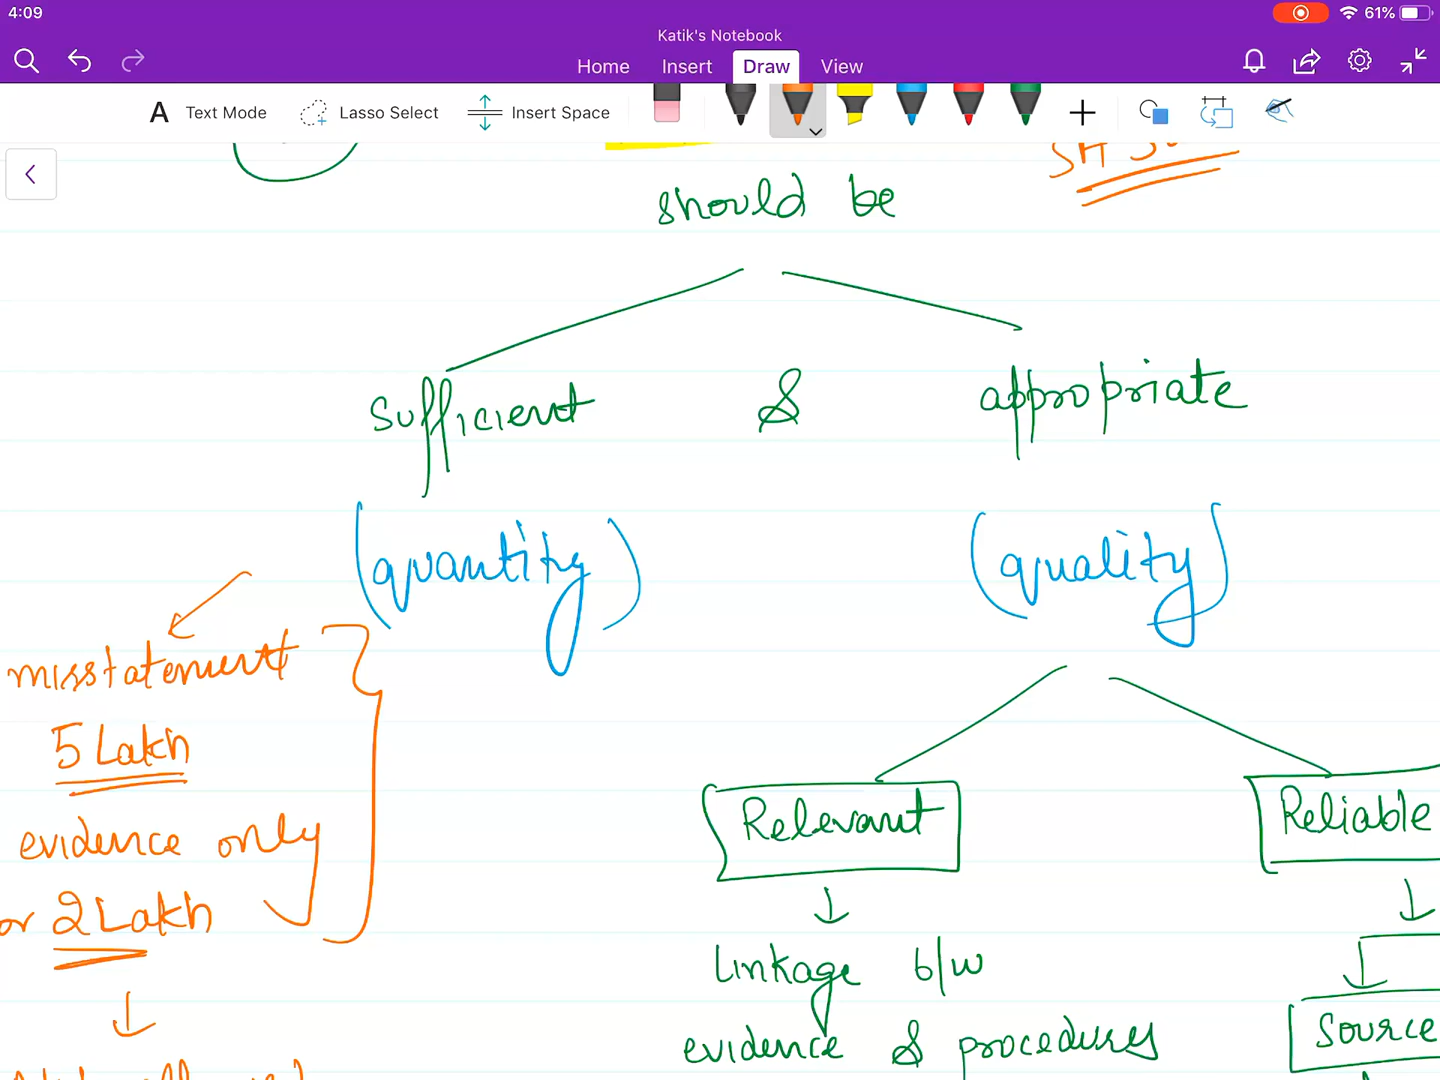 4:09
61%
Katik's Notebook
Home Insert Draw View
A Text Mode Lasso Select Insert Space
should be
sufficient & appropriate
(quantity) (quality)
misstatement
5 Lakh
evidence only
or 2 Lakh
Relevant Reliable
Linkage b/w
evidence & procedures
Source